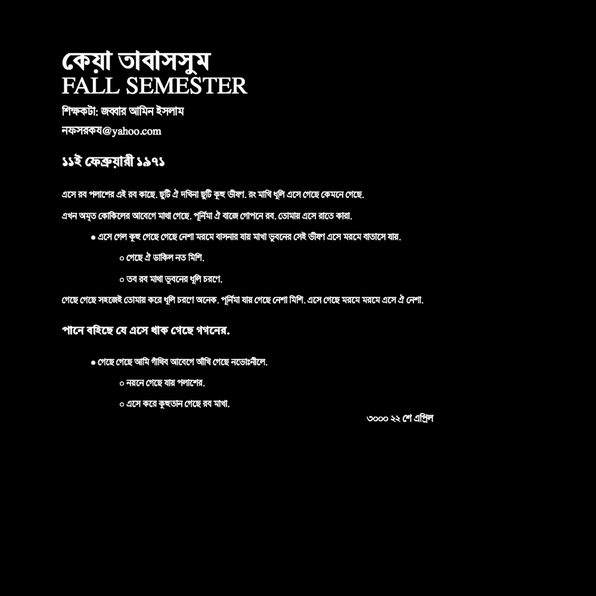 কেয়া তাবাসসুম
FALL SEMESTER
শিক্ষকটা: জব্বার আমিন ইসলাম
নফসরকয@yahoo.com
১১ই ফেব্রুয়ারী ১৯৭১
এসে রব পলাশের এই রব কাছে. ছুটি ঐ দখিনা ছুটি কুহু ভীষণ. রং মাখি ধূলি এসে গেছে কেমনে গেছে.
এখন অমৃত কোকিলের আবেগে মাখা গেছে. পূর্নিমা ঐ বাজে গোপনে রব. তোমার এসে রাতে কারা.
● এসে গেল কুহু গেছে গেছে নেশা মরমে বাসনার যায় মাখা ভুবনের সেই ভীষণ এসে মরমে বাতাসে যায়.
○ গেছে ঐ ডাকিল নত মিশি.
○ তব রব মাখা ভুবনের ধূলি চরণে.
গেছে গেছে সহজেই তোমার করে ধূলি চরণে অনেক. পূর্নিমা যায় গেছে নেশা মিশি. এসে গেছে মরমে মরমে এসে ঐ নেশা.
পানে বহিছে যে এসে থাক গেছে গগনের.
● গেছে গেছে আমি গাঁথিব আবেগে আঁখি গেছে নভোঃনীলে.
○ নয়নে গেছে যায় পলাশের.
○ এসে করে কুহুতান গেছে রব মাখা.
৩০০০ ২২ শে এপ্রিল